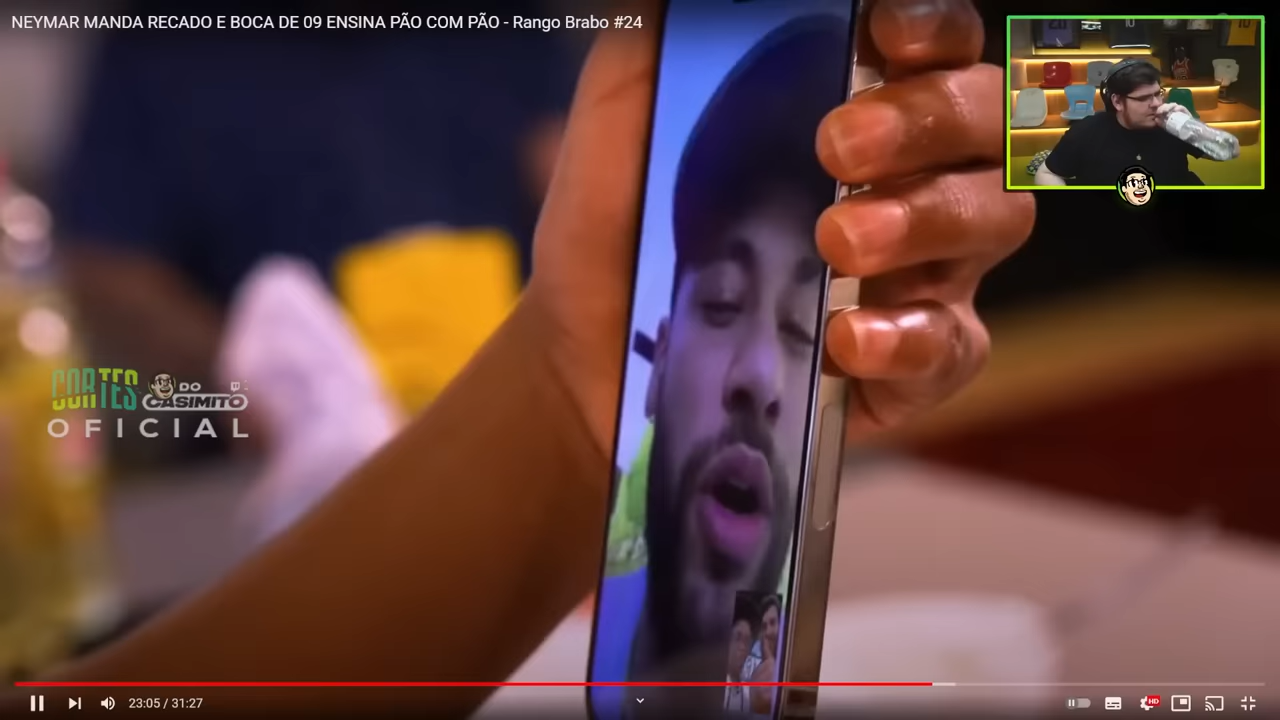 NEYMAR MANDA RECADO E BOCA DE 09 ENSINA PÃO COM PÃO - Rango Brabo #24
CORTES DO CASIMITO
OFICIAL
23:05 / 31:27
HD